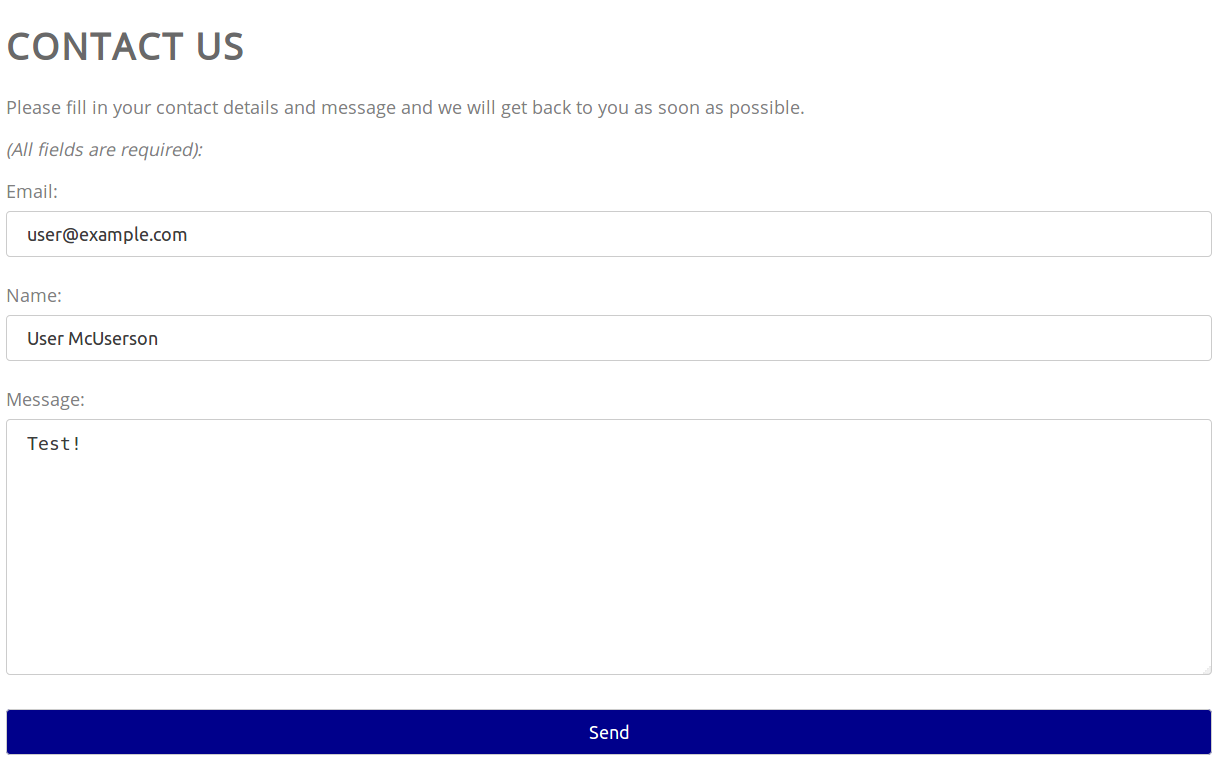 CONTACT US
Please fill in your contact details and message and we will get back to you as soon as possible.
(All fields are required):
Email:
user@example.com
Name:
User McUserson
Message:
Test!
Send